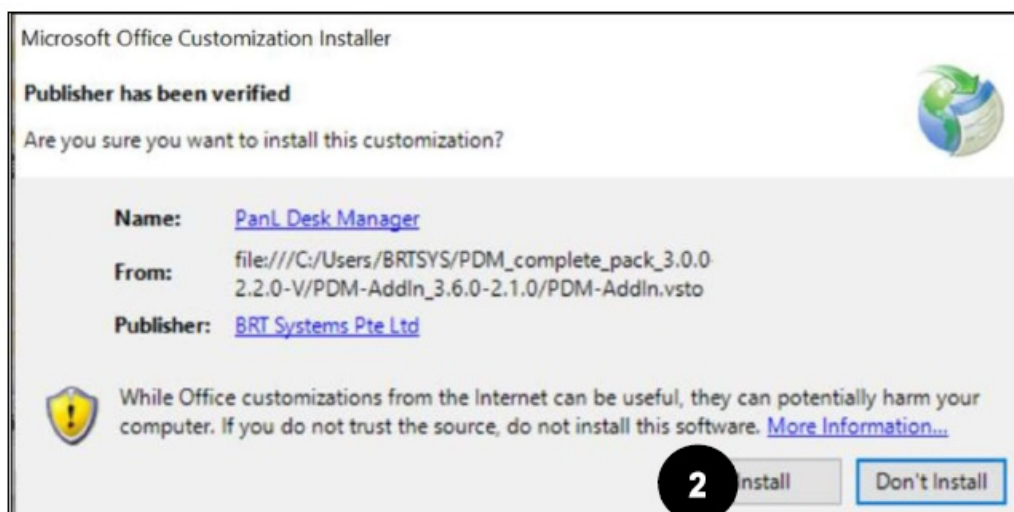 Microsoft Office Customization Installer
Publisher has been verified
Are you sure you want to install this customization?
Name: PanL Desk Manager
From: file:///C:/Users/BRTSYS/PDM_complete_pack_3.0.0-
2.2.0-V/PDM-AddIn_3.6.0-2.1.0/PDM-AddIn.vsto
Publisher: BRT Systems Pte Ltd
While Office customizations from the Internet can be useful, they can potentially harm your
computer. If you do not trust the source, do not install this software. More Information...
2 Install Don't Install